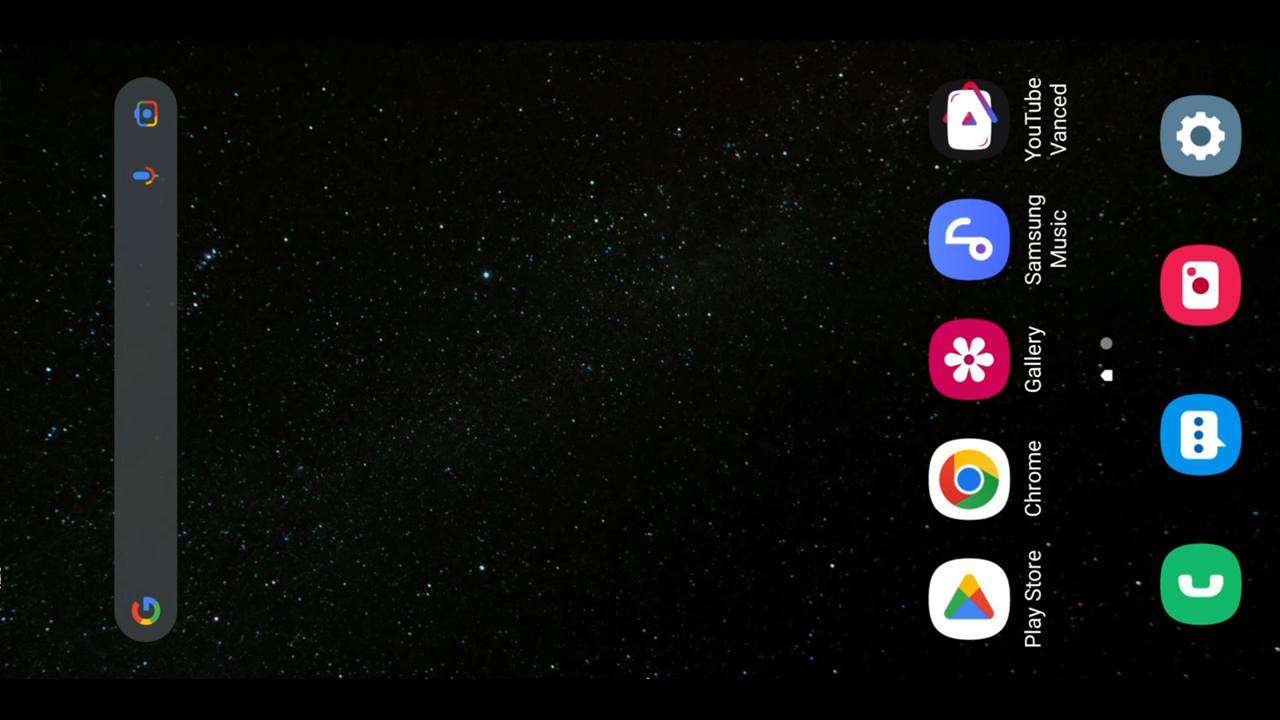 Play Store
Chrome
Gallery
Samsung
Music
YouTube
Vanced